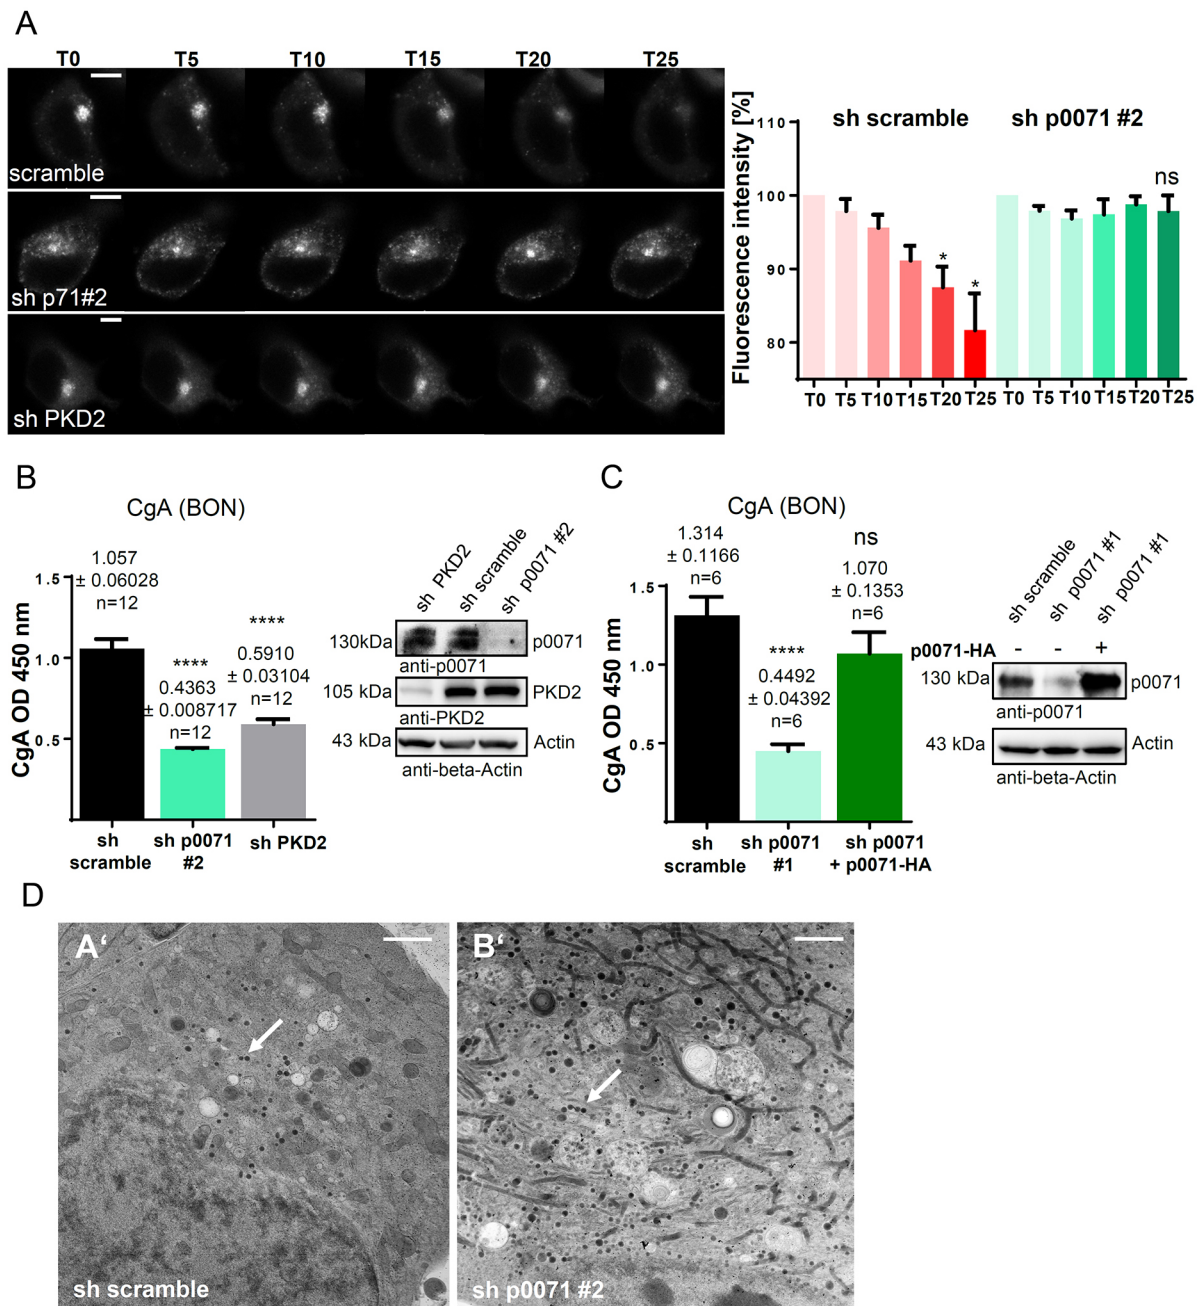 A
T0 T5 T10 T15 T20 T25
scramble
sh p71#2
sh PKD2
Fluorescence intensity [%]
110
100
90
80
sh scramble sh p0071 #2
* * ns
T0 T5 T10 T15 T20 T25 T0 T5 T10 T15 T20 T25
B
CgA (BON)
CgA OD 450 nm
1.5
1.0
0.5
1.057
± 0.06028
n=12
****
0.4363
± 0.008717
n=12
****
0.5910
± 0.03104
n=12
sh
scramble
sh p0071
#2
sh PKD2
sh PKD2
sh scramble
sh p0071 #2
130kDa p0071
anti-p0071
105 kDa PKD2
anti-PKD2
43 kDa Actin
anti-beta-Actin
C
CgA (BON)
CgA OD 450 nm
1.5
1.0
0.5
1.314
± 0.1166
n=6
****
0.4492
± 0.04392
n=6
ns
1.070
± 0.1353
n=6
sh
scramble
sh p0071
#1
sh p0071
+ p0071-HA
sh scramble
sh p0071 #1
sh p0071 #1
p0071-HA - - +
130 kDa p0071
anti-p0071
43 kDa Actin
anti-beta-Actin
D
A‘
sh scramble
B‘
sh p0071 #2